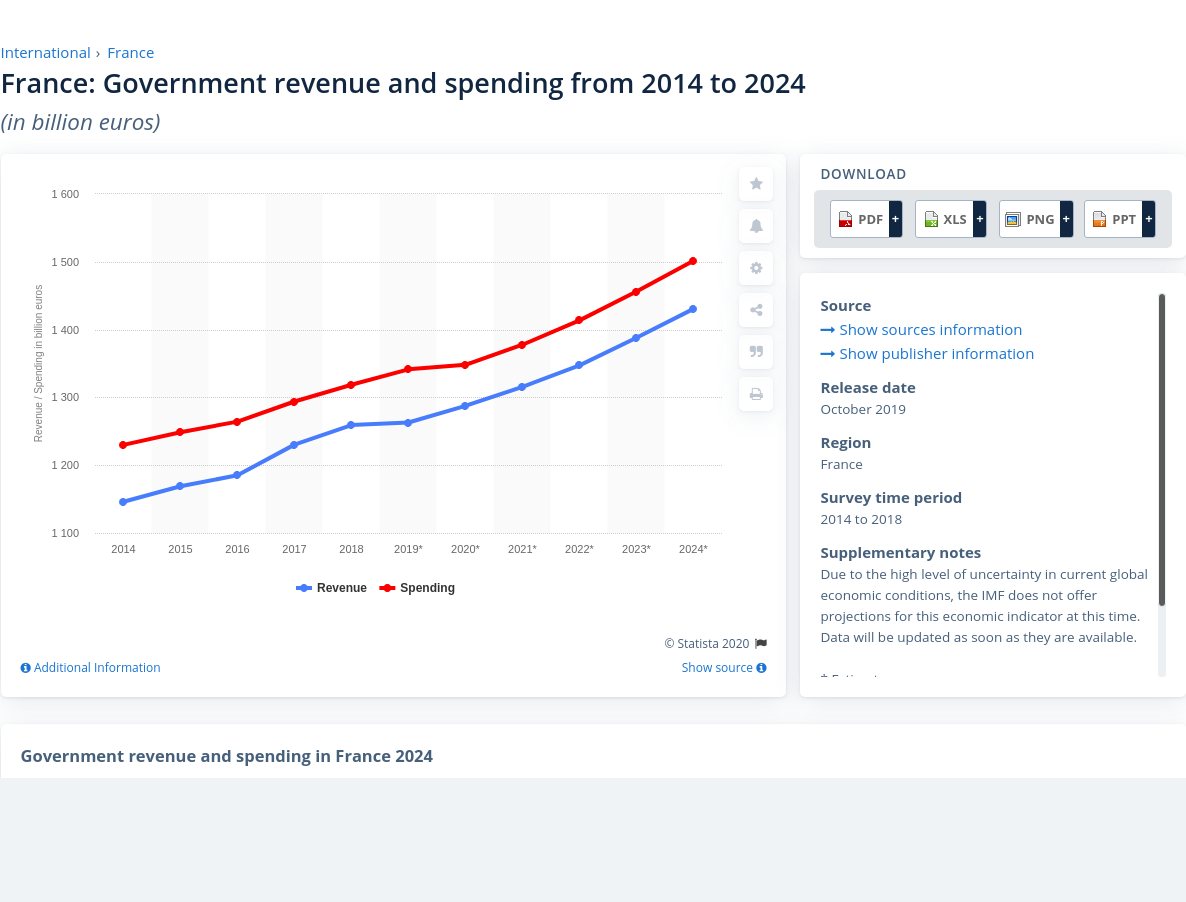 International › France
France: Government revenue and spending from 2014 to 2024
(in billion euros)
1 600
1 500
1 400
1 300
1 200
1 100
Revenue / Spending in billion euros
2014 2015 2016 2017 2018 2019* 2020* 2021* 2022* 2023* 2024*
Revenue Spending
© Statista 2020
Additional Information
Show source
DOWNLOAD
PDF + XLS + PNG + PPT +
Source
Show sources information
Show publisher information
Release date
October 2019
Region
France
Survey time period
2014 to 2018
Supplementary notes
Due to the high level of uncertainty in current global
economic conditions, the IMF does not offer
projections for this economic indicator at this time.
Data will be updated as soon as they are available.
Government revenue and spending in France 2024